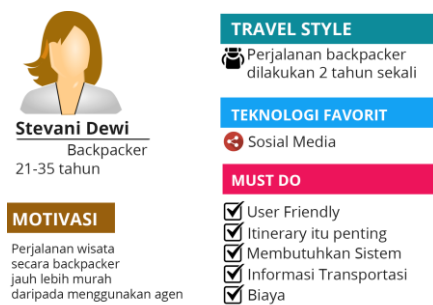 Stevani Dewi
Backpacker
21-35 tahun
MOTIVASI
Perjalanan wisata
secara backpacker
jauh lebih murah
daripada menggunakan agen
TRAVEL STYLE
Perjalanan backpacker
dilakukan 2 tahun sekali
TEKNOLOGI FAVORIT
Sosial Media
MUST DO
User Friendly
Itinerary itu penting
Membutuhkan Sistem
Informasi Transportasi
Biaya